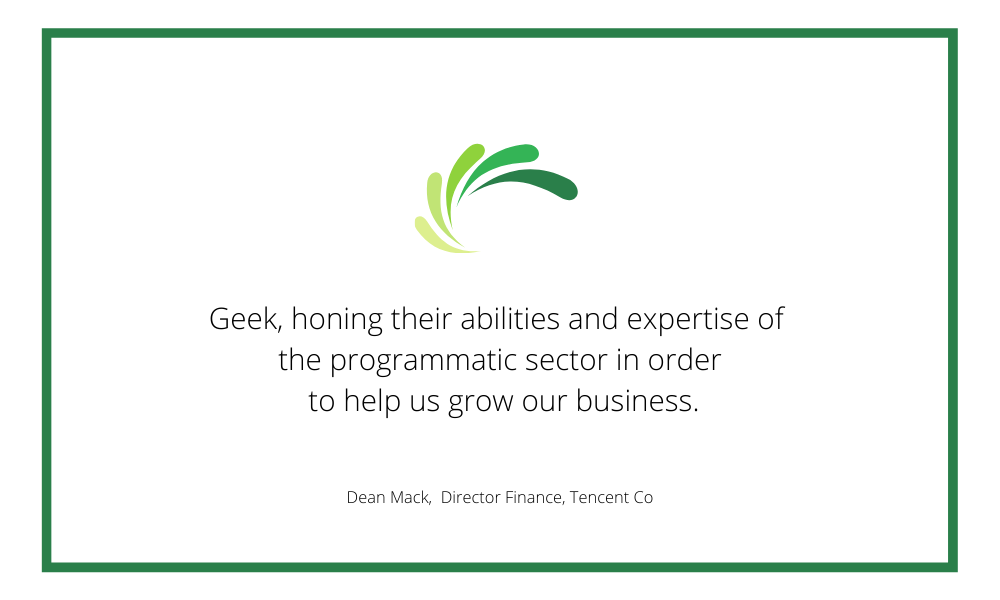 Geek, honing their abilities and expertise of
the programmatic sector in order
to help us grow our business.
Dean Mack,  Director Finance, Tencent Co